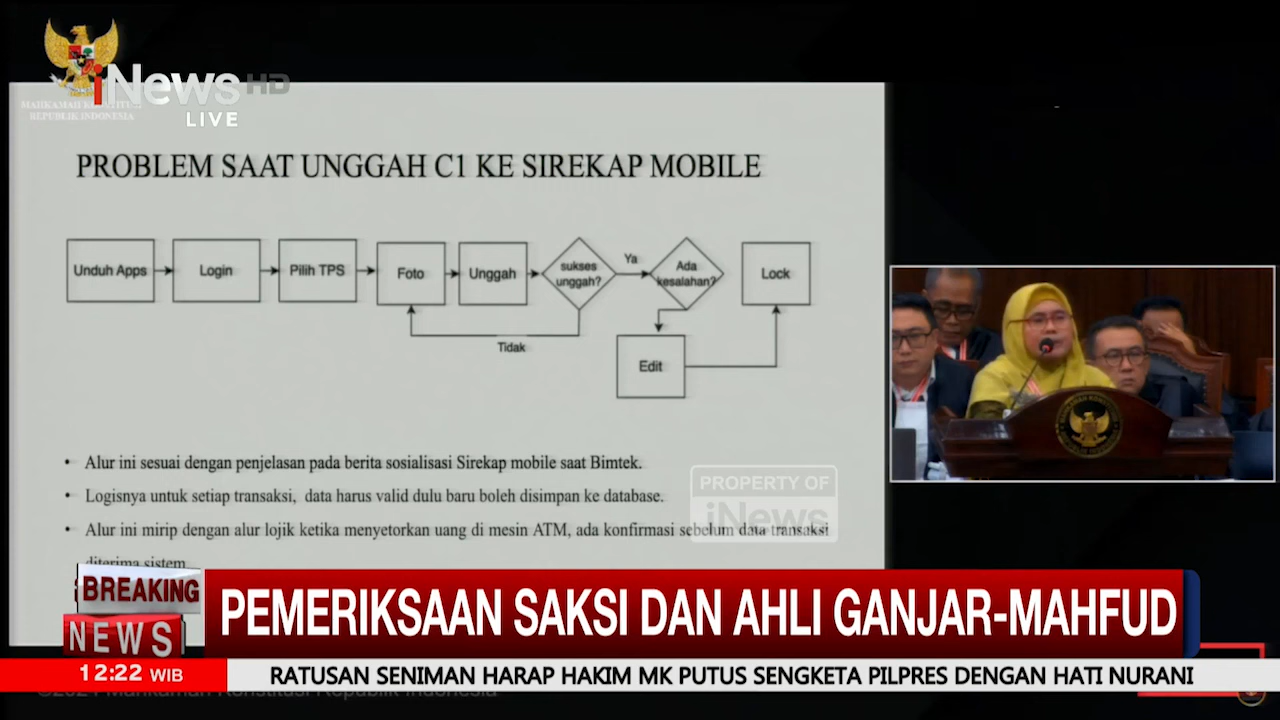 iNews HD
LIVE
MAHKAMAH KONSTITUSI
REPUBLIK INDONESIA
PROBLEM SAAT UNGGAH C1 KE SIREKAP MOBILE
Unduh Apps
Login
Pilih TPS
Foto
Unggah
sukses
unggah?
Ya
Ada
kesalahan?
Lock
Tidak
Edit
• Alur ini sesuai dengan penjelasan pada berita sosialisasi Sirekap mobile saat Bimtek.
• Logisnya untuk setiap transaksi, data harus valid dulu baru boleh disimpan ke database.
• Alur ini mirip dengan alur lojik ketika menyetorkan uang di mesin ATM, ada konfirmasi sebelum data transaksi
diterima sistem
PROPERTY OF
iNews
BREAKING
NEWS
PEMERIKSAAN SAKSI DAN AHLI GANJAR-MAHFUD
12:22 WIB
RATUSAN SENIMAN HARAP HAKIM MK PUTUS SENGKETA PILPRES DENGAN HATI NURANI
Mahkamah Konstitusi Republik Indonesia